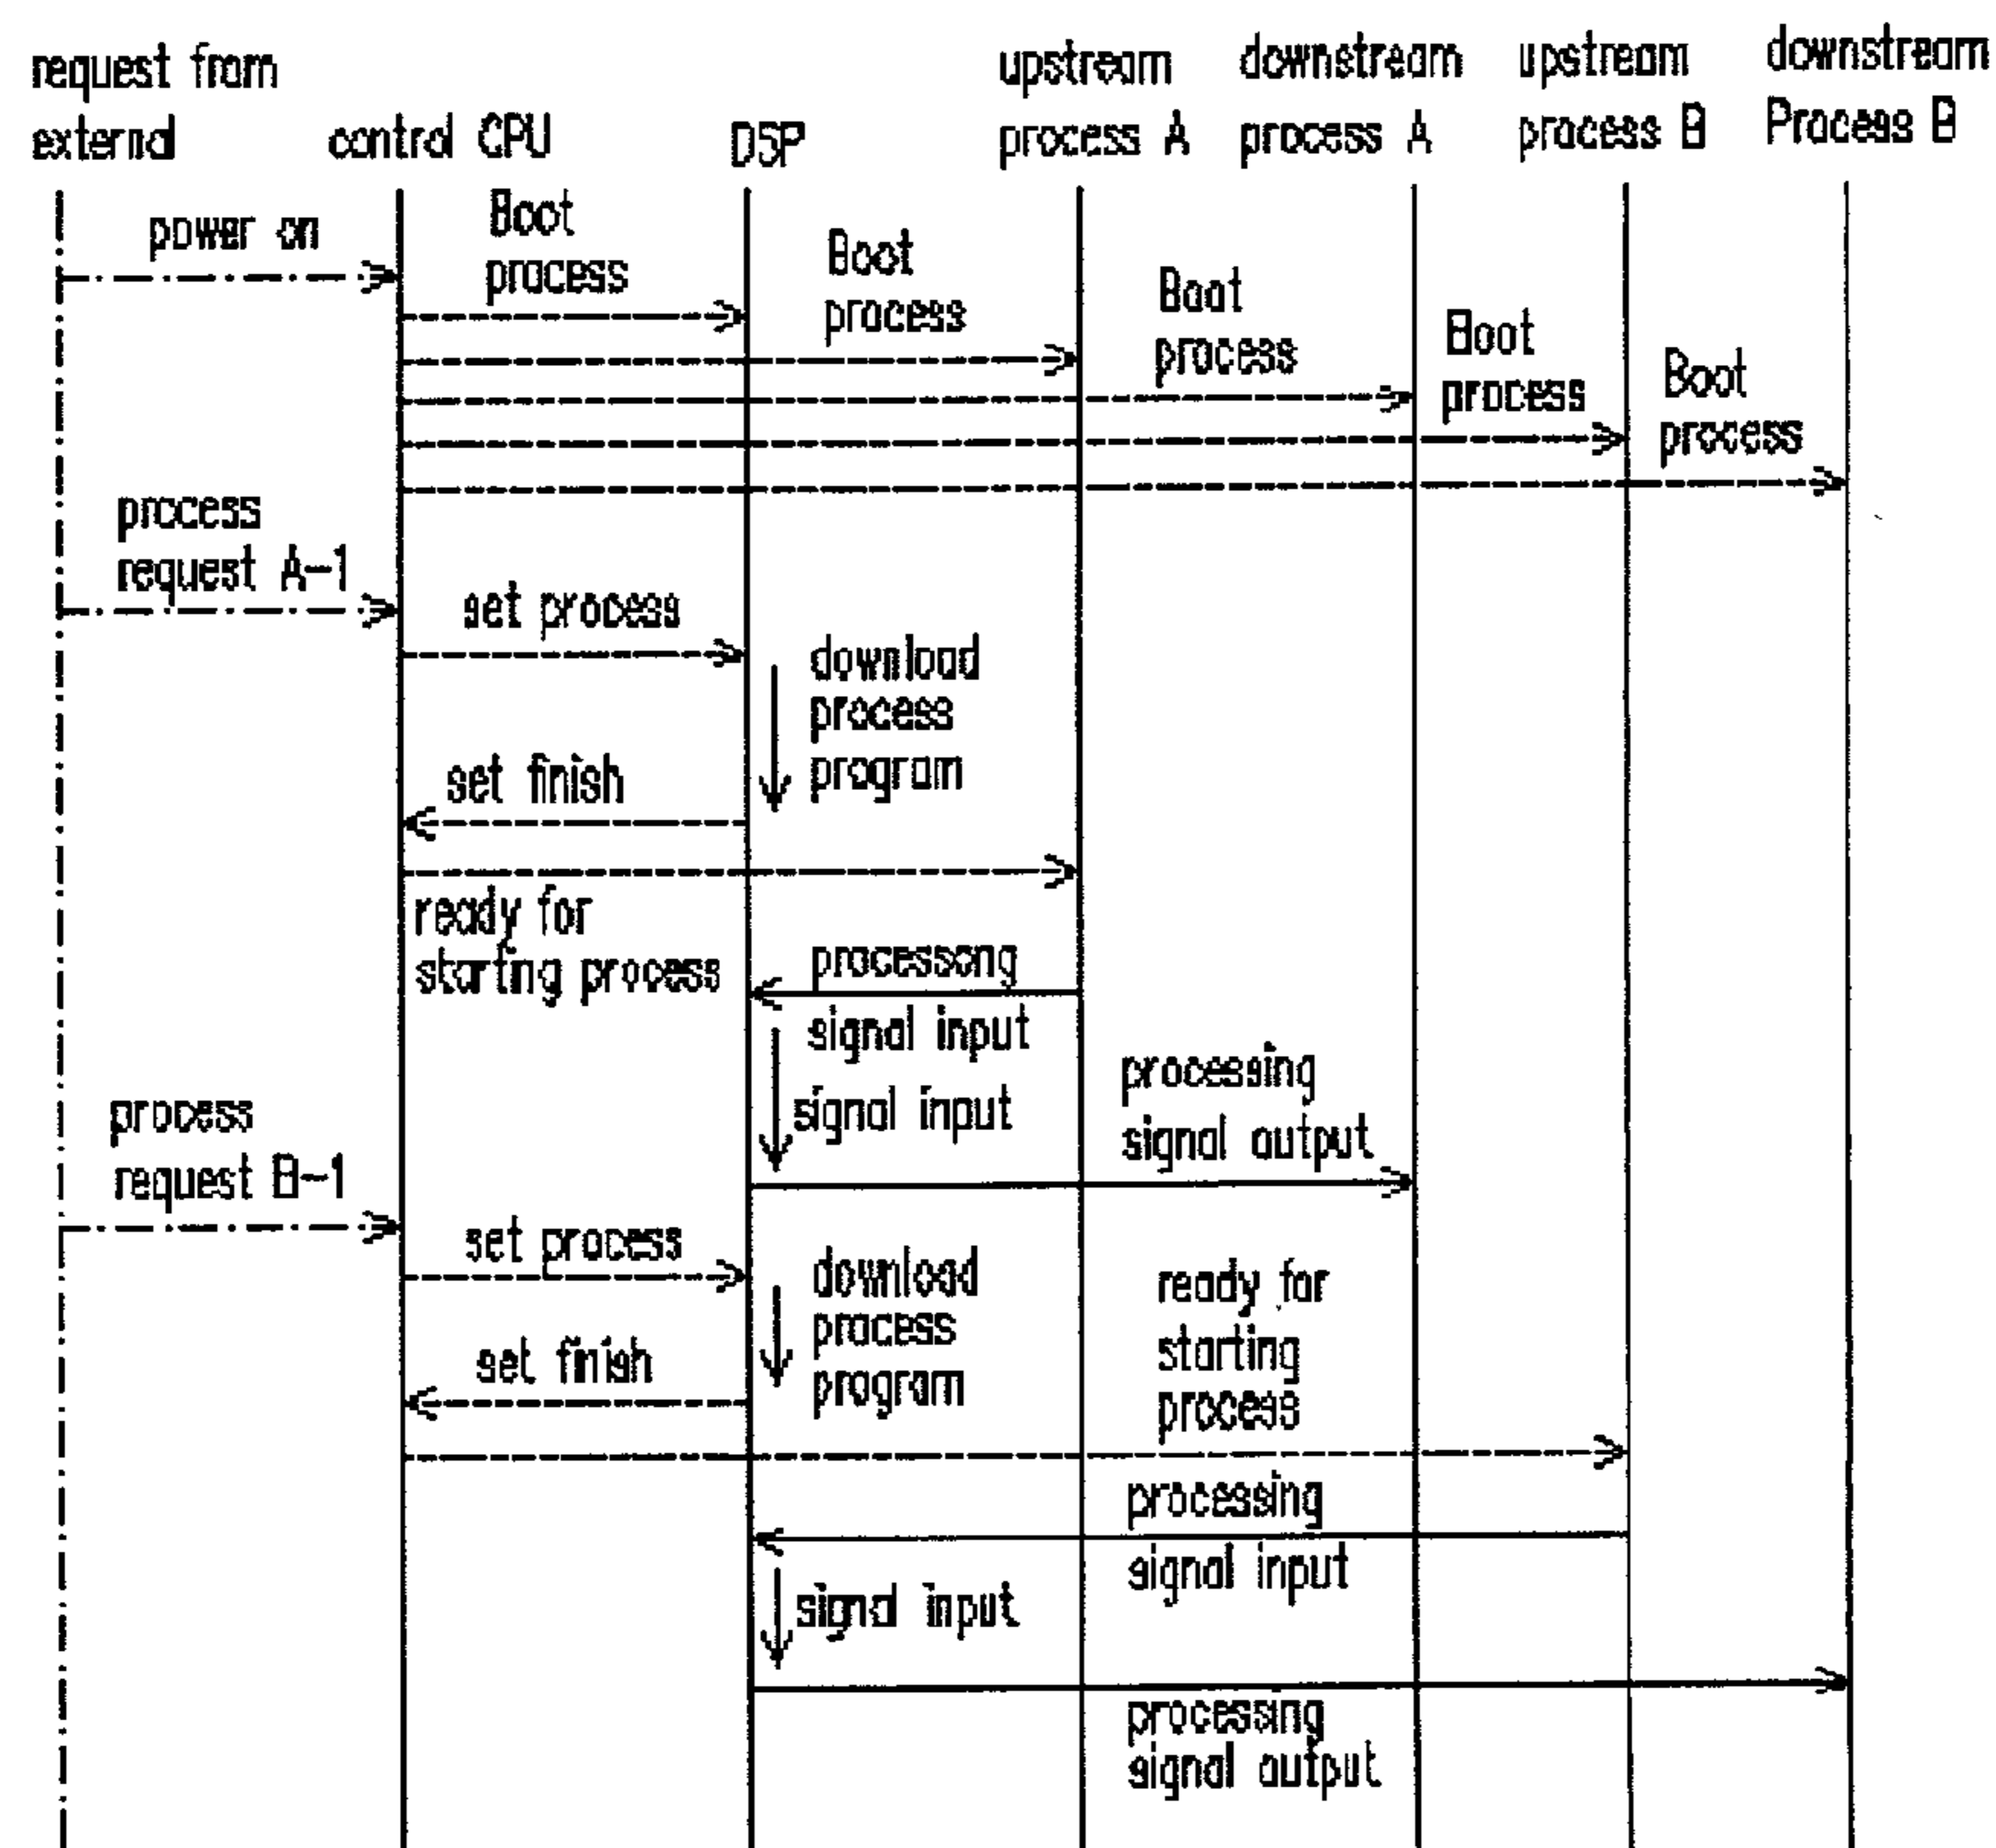 request from
external
control CPU
DSP
upstream
process A
downstream
process A
upstream
process B
downstream
Process B
power on
Boot
process
Boot
process
Boot
process
Boot
process
Boot
process
process
request A-1
set process
download
process
program
set finish
ready for
starting process
processong
signal input
signal input
processing
signal output
process
request B-1
set process
download
process
program
set finish
ready for
starting
process
processing
signal input
signal input
processing
signal output